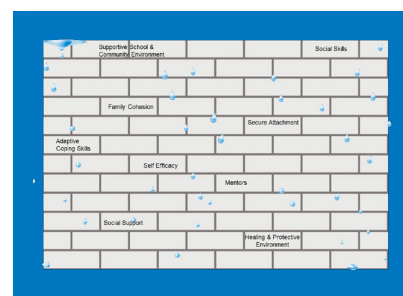 Supportive School &
Community Environment
Social Skills
Family Cohesion
Secure Attachment
Adaptive
Coping Skills
Self Efficacy
Mentors
Social Support
Healing & Protective
Environment